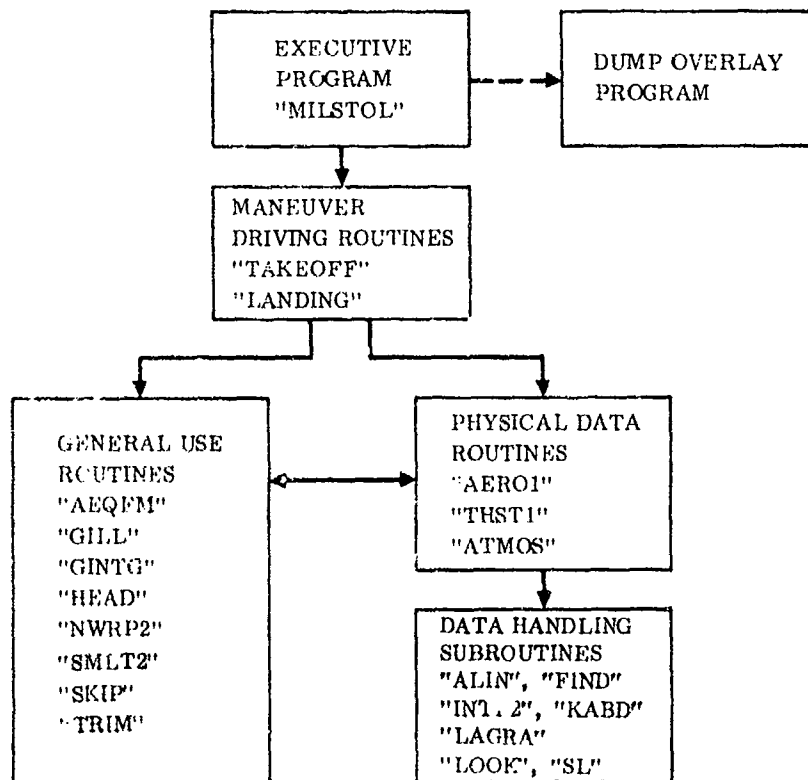 EXECUTIVE
PROGRAM
"MILSTOL"
DUMP OVERLAY
PROGRAM
MANEUVER
DRIVING ROUTINES
"TAKEOFF"
"LANDING"
GENERAL USE
ROUTINES
"AEQFM"
"GILL"
"GINTG"
"HEAD"
"NWRP2"
"SMLT2"
"SKIP"
"TRIM"
PHYSICAL DATA
ROUTINES
"AERO1"
"THST1"
"ATMOS"
DATA HANDLING
SUBROUTINES
"ALIN", "FIND"
"KABD"
"LAGRA"
"LOOK", "SL"